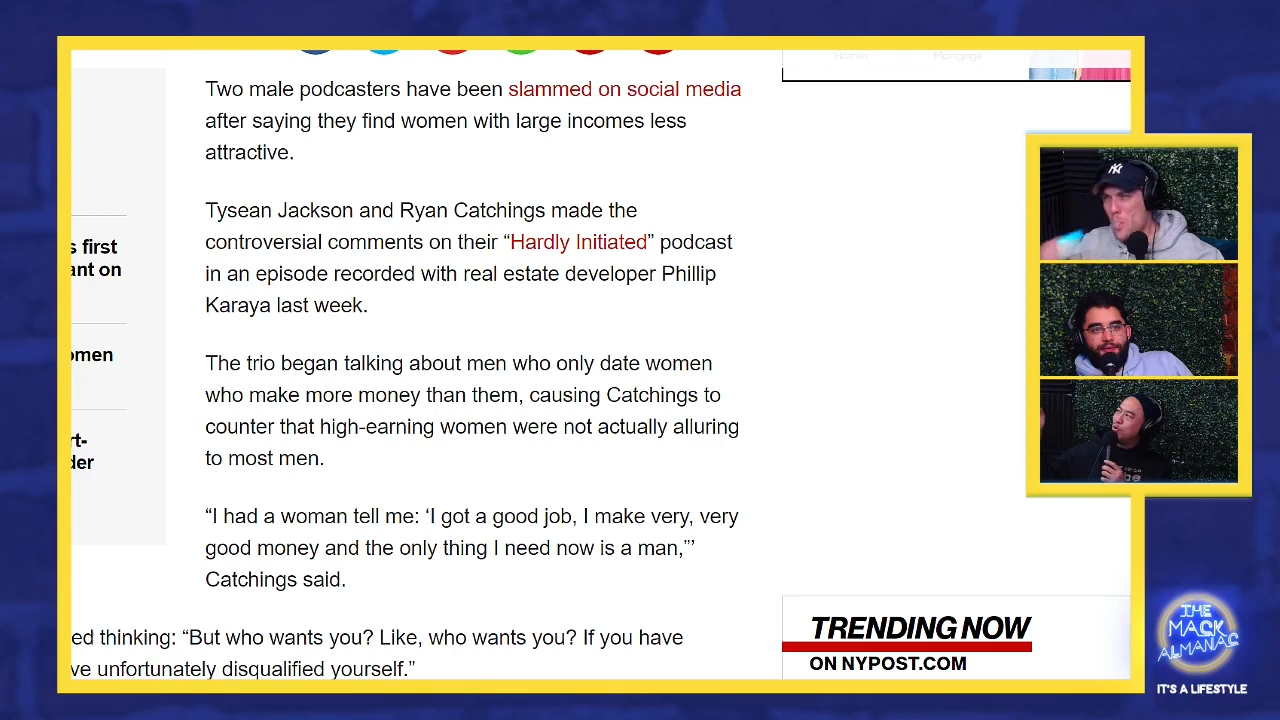 Homes
Mortgage
Two male podcasters have been slammed on social media
after saying they find women with large incomes less
attractive.
Tysean Jackson and Ryan Catchings made the
controversial comments on their “Hardly Initiated” podcast
in an episode recorded with real estate developer Phillip
Karaya last week.
The trio began talking about men who only date women
who make more money than them, causing Catchings to
counter that high-earning women were not actually alluring
to most men.
“I had a woman tell me: ‘I got a good job, I make very, very
good money and the only thing I need now is a man,”’
Catchings said.
ed thinking: “But who wants you? Like, who wants you? If you have
ve unfortunately disqualified yourself.”
s first
ant on
omen
rt-
der
TRENDING NOW
ON NYPOST.COM
THE
MACK
ALMANAC
IT'S A LIFESTYLE